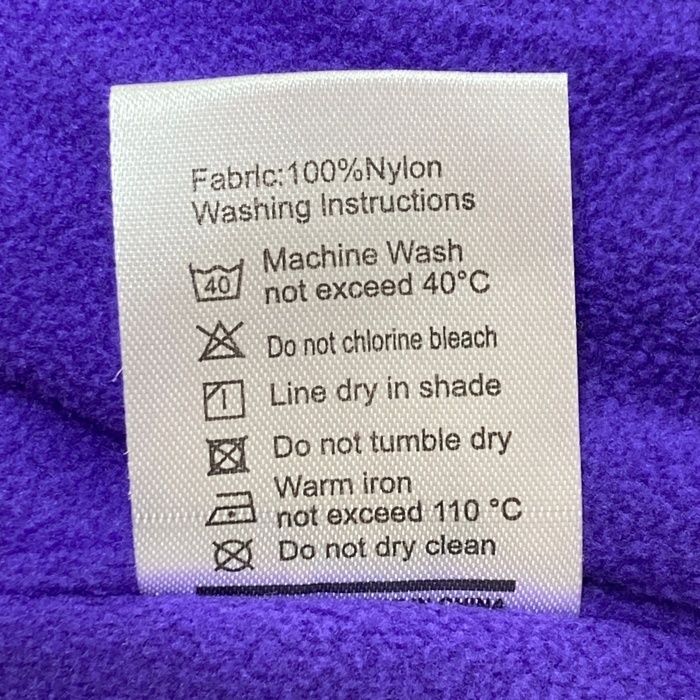 Fabric:100%Nylon
Washing Instructions
40
Machine Wash
not exceed 40°C
Do not chlorine bleach
Line dry in shade
Do not tumble dry
Warm iron
not exceed 110 °C
Do not dry clean
CHINA